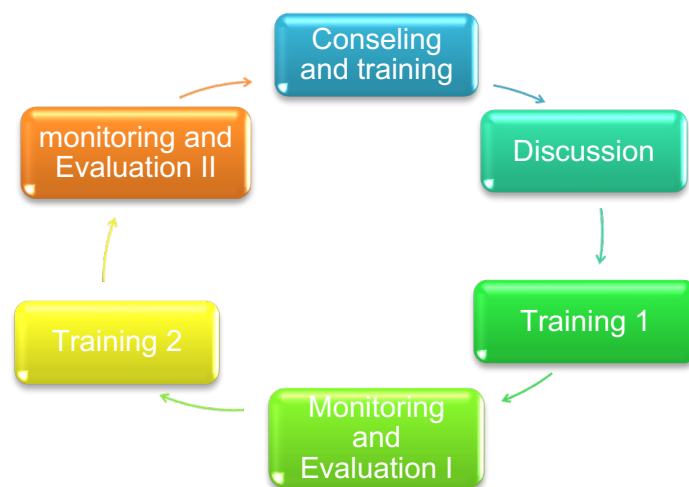 Conseling
and training
Discussion
Training 1
Monitoring
and
Evaluation I
Training 2
monitoring and
Evaluation II